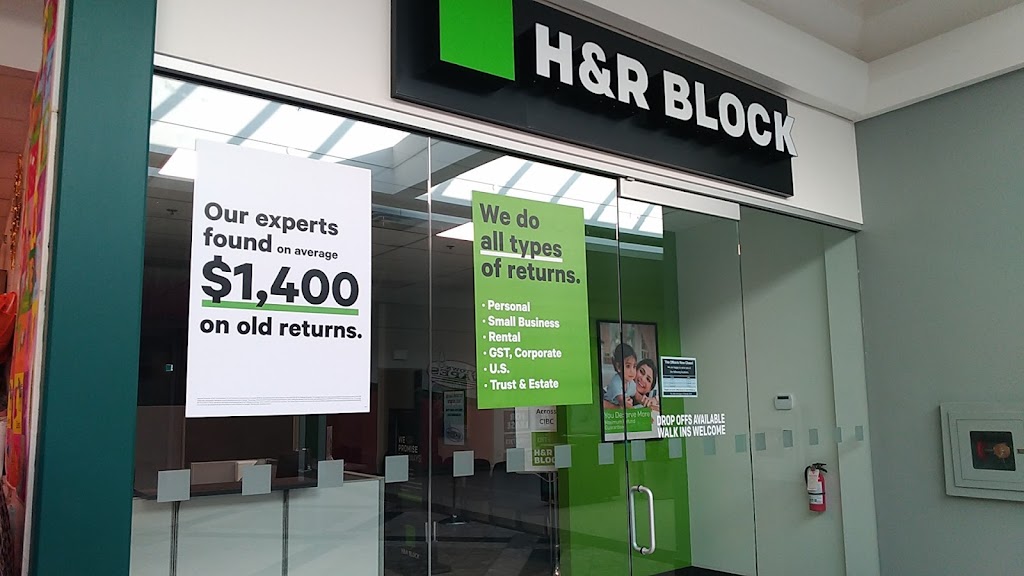 H&R BLOCK
Our experts
found on average
$1,400
on old returns.
We do
all types
of returns.
· Personal
· Small Business
· Rental
· GST, Corporate
· U.S.
· Trust & Estate
You Deserve More
DROP OFFS AVAILABLE
WALK INS WELCOME
Across
CIBC
H&R
BLOCK
WE
PROMISE